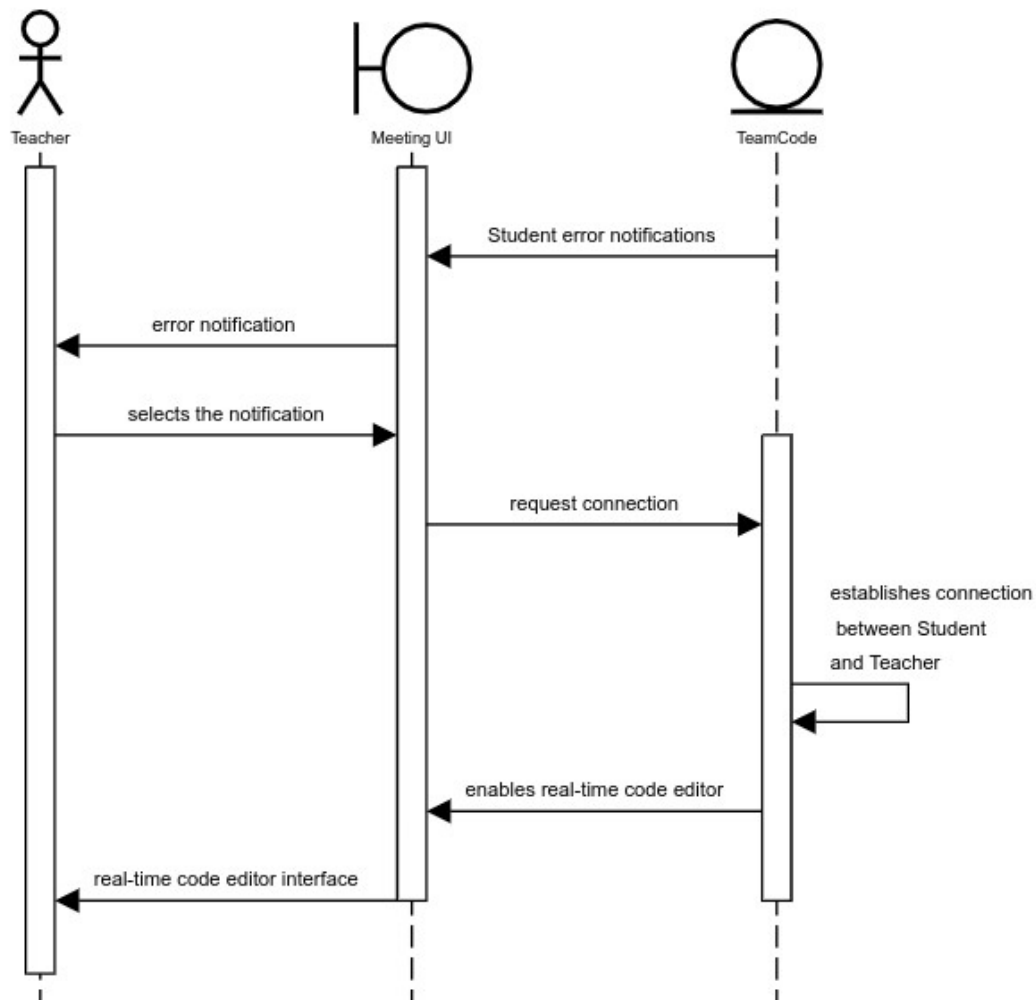 Teacher
Meeting UI
TeamCode
Student error notifications
error notification
selects the notification
request connection
establishes connection
between Student
and Teacher
enables real-time code editor
real-time code editor interface